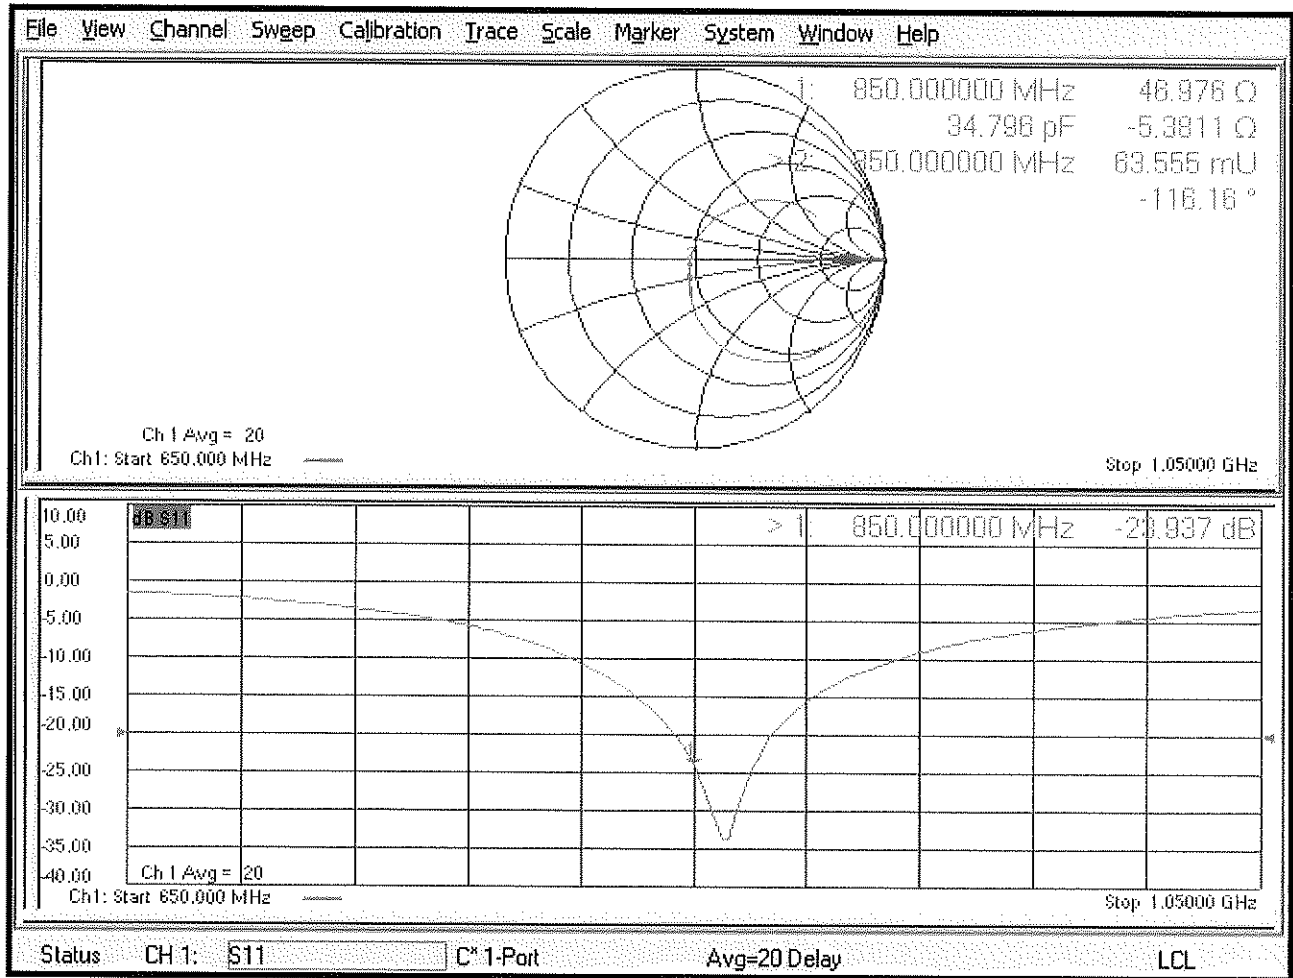 File View Channel Sweep Calibration Trace Scale Marker System Window Help
1: 850.000000 MHz 46.976 Ω
34.796 pF -5.3811 Ω
> 2: 850.000000 MHz 63.555 mU
-116.16 °
Ch 1 Avg = 20
Ch1: Start 650.000 MHz
Stop 1.05000 GHz
10.00
dB S11
> 1: 850.000000 MHz -23.937 dB
5.00
0.00
-5.00
-10.00
-15.00
-20.00
-25.00
-30.00
-35.00
-40.00
Ch 1 Avg = 20
Ch1: Start 650.000 MHz
Stop 1.05000 GHz
Status CH 1: S11 C* 1-Port Avg=20 Delay LCL